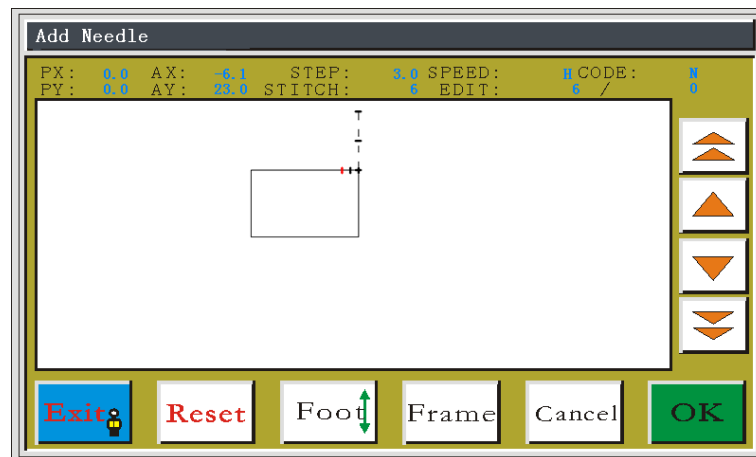 Add Needle
PX: 0.0 AX: -6.1 STEP: 3.0 SPEED: H CODE: N
PY: 0.0 AY: 23.0 STITCH: 6 EDIT: 6 / 0
Exit Reset Foot Frame Cancel OK